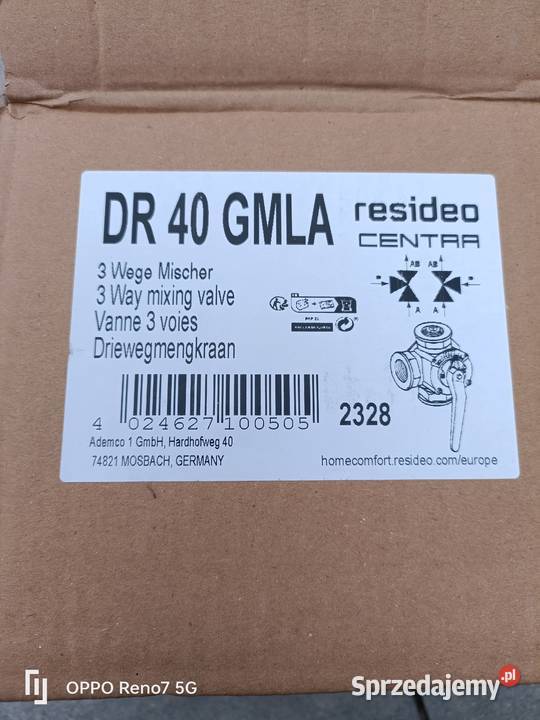 DR 40 GMLA
resideo
CENTRA
3 Wege Mischer
3 Way mixing valve
Vanne 3 voies
Driewegmengkraan
AB AB
B B
A A
4 024627 100505
2328
Ademco 1 GmbH, Hardhofweg 40
74821 MOSBACH, GERMANY
homecomfort.resideo.com/europe
OPPO Reno7 5G
Sprzedajemy.pl